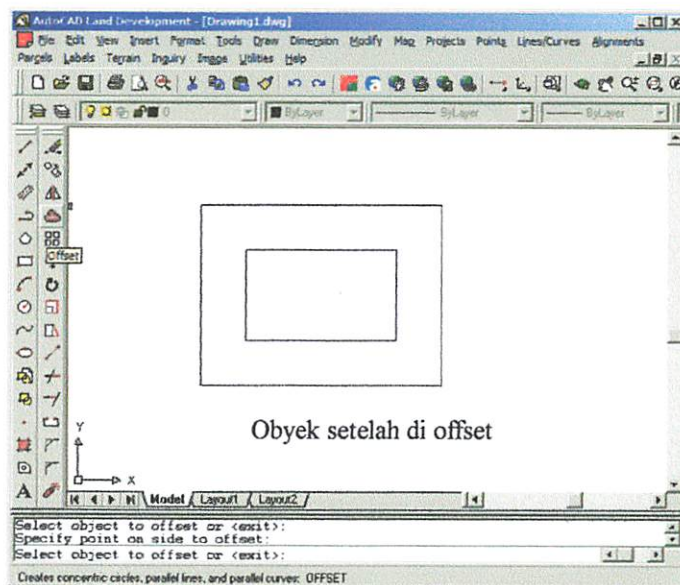 AutoCAD Land Development - [Drawing1.dwg]
File Edit View Insert Format Tools Draw Dimension Modify Map Projects Points Lines/Curves Alignments
Parcels Labels Terrain Inquiry Image Utilities Help
0 ByLayer ByLayer ByLayer
Offset
Obyek setelah di offset
Y
X
A
Model Layout1 Layout2
Select object to offset or <exit>:
Specify point on side to offset:
Select object to offset or <exit>:
Creates concentric circles, parallel lines, and parallel curves: OFFSET